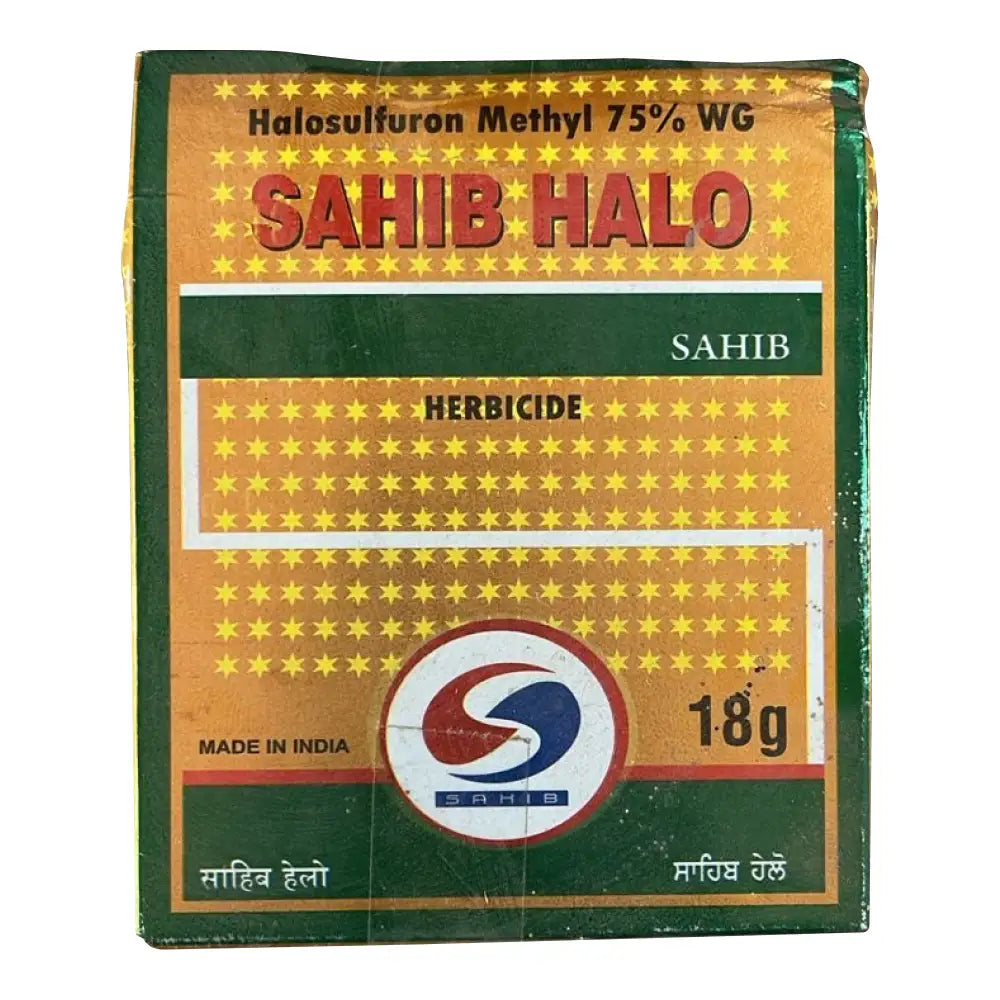 Halosulfuron Methyl 75% WG
SAHIB HALO
SAHIB
HERBICIDE
18g
MADE IN INDIA
SAHIB
साहिब हेलो
ਸਾਹਿਬ ਹੇਲੋ